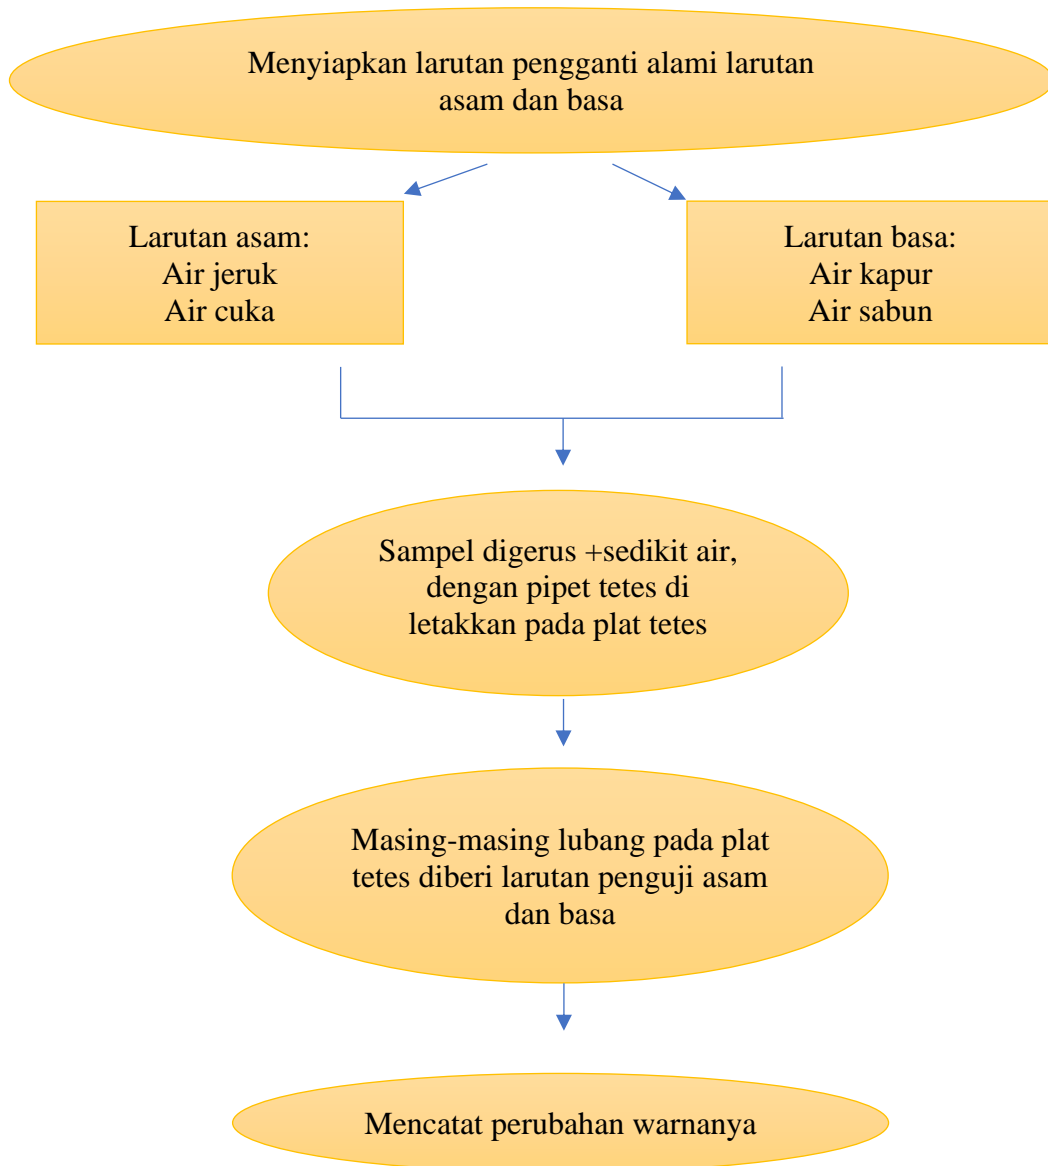 Menyiapkan larutan pengganti alami larutan
asam dan basa
Larutan asam:
Air jeruk
Air cuka
Larutan basa:
Air kapur
Air sabun
Sampel digerus +sedikit air,
dengan pipet tetes di
letakkan pada plat tetes
Masing-masing lubang pada plat
tetes diberi larutan penguji asam
dan basa
Mencatat perubahan warnanya